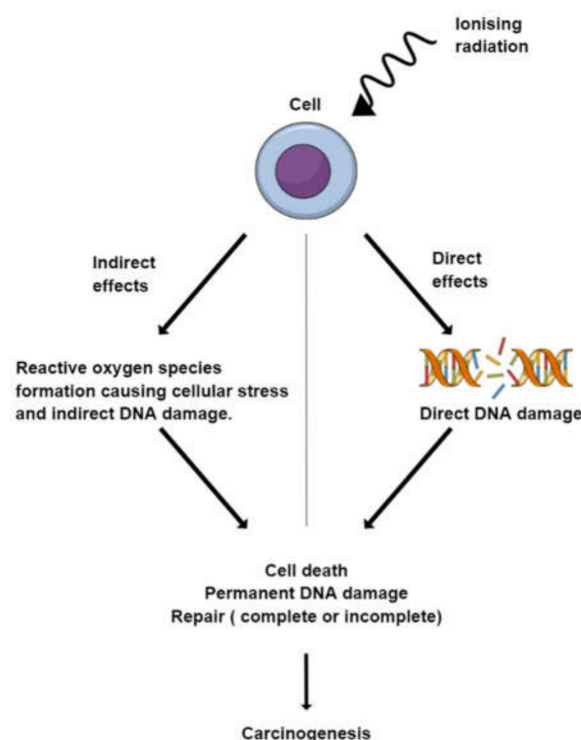 Ionising
radiation
Cell
Indirect
effects
Direct
effects
Reactive oxygen species
formation causing cellular stress
and indirect DNA damage.
Direct DNA damage
Cell death
Permanent DNA damage
Repair ( complete or incomplete)
Carcinogenesis